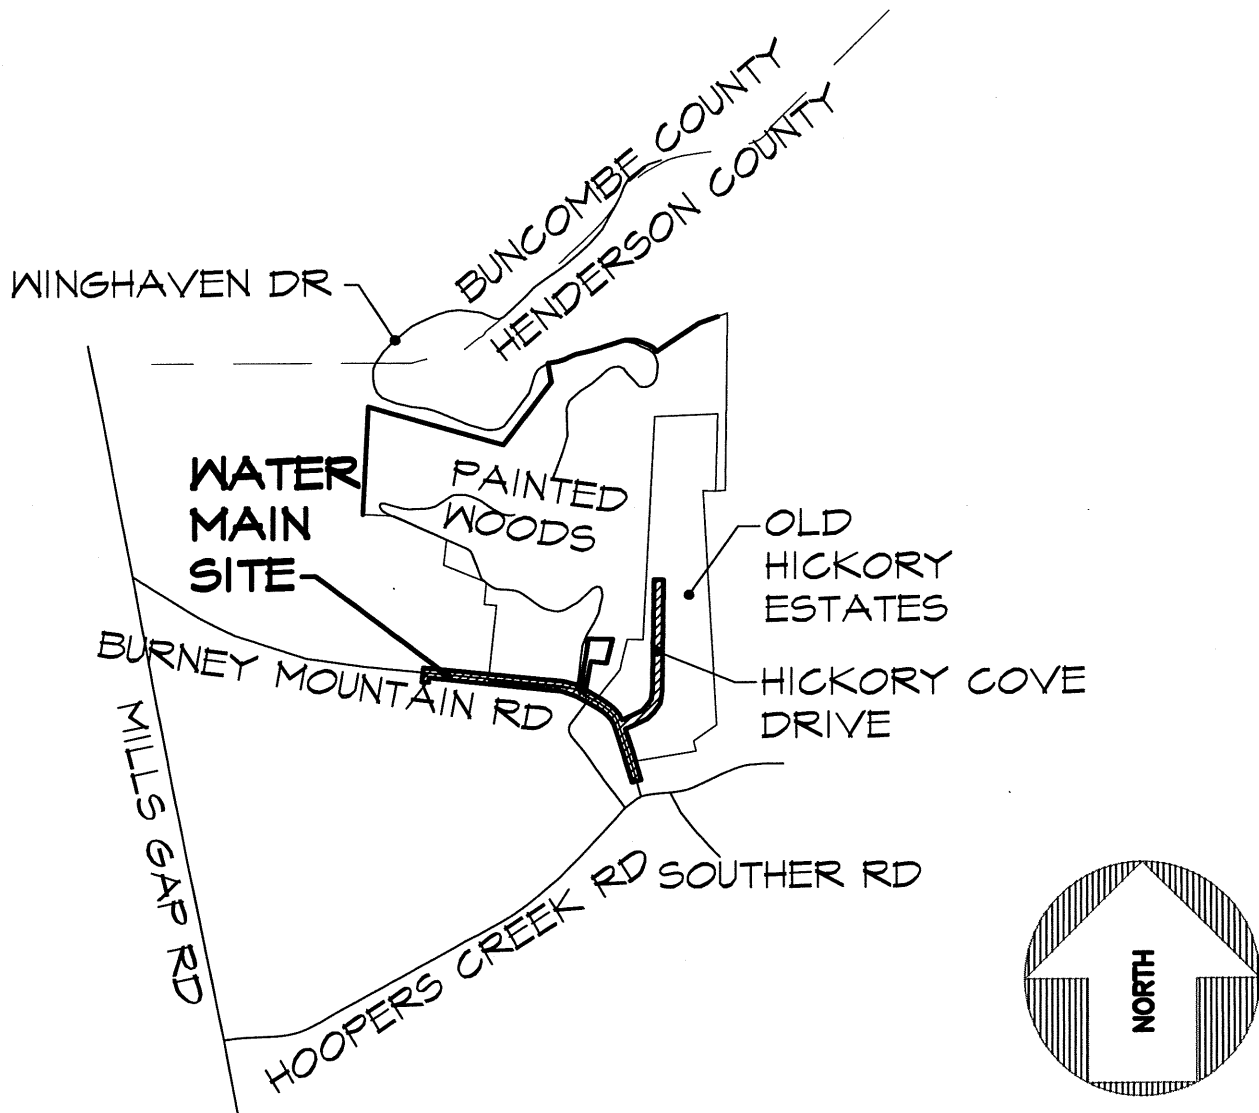 BUNCOMBE COUNTY
HENDERSON COUNTY
WINGHAVEN DR
WATER
MAIN
SITE
PAINTED
WOODS
OLD
HICKORY
ESTATES
BURNEY MOUNTAIN RD
HICKORY COVE
DRIVE
MILLS GAP RD
SOUTHER RD
HOOPERS CREEK RD
NORTH